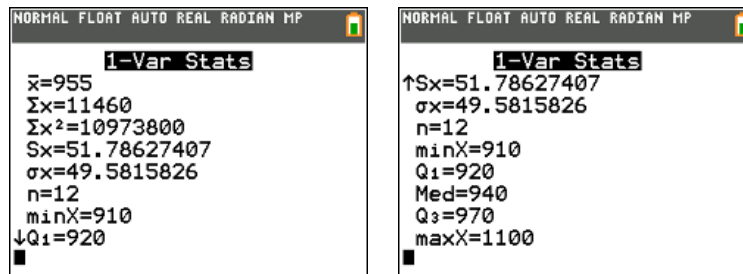 NORMAL FLOAT AUTO REAL RADIAN MP
1-Var Stats
x̄=955
Σx=11460
Σx²=10973800
Sx=51.78627407
σx=49.5815826
n=12
minX=910
↓Q₁=920
NORMAL FLOAT AUTO REAL RADIAN MP
1-Var Stats
↑Sx=51.78627407
σx=49.5815826
n=12
minX=910
Q₁=920
Med=940
Q₃=970
maxX=1100